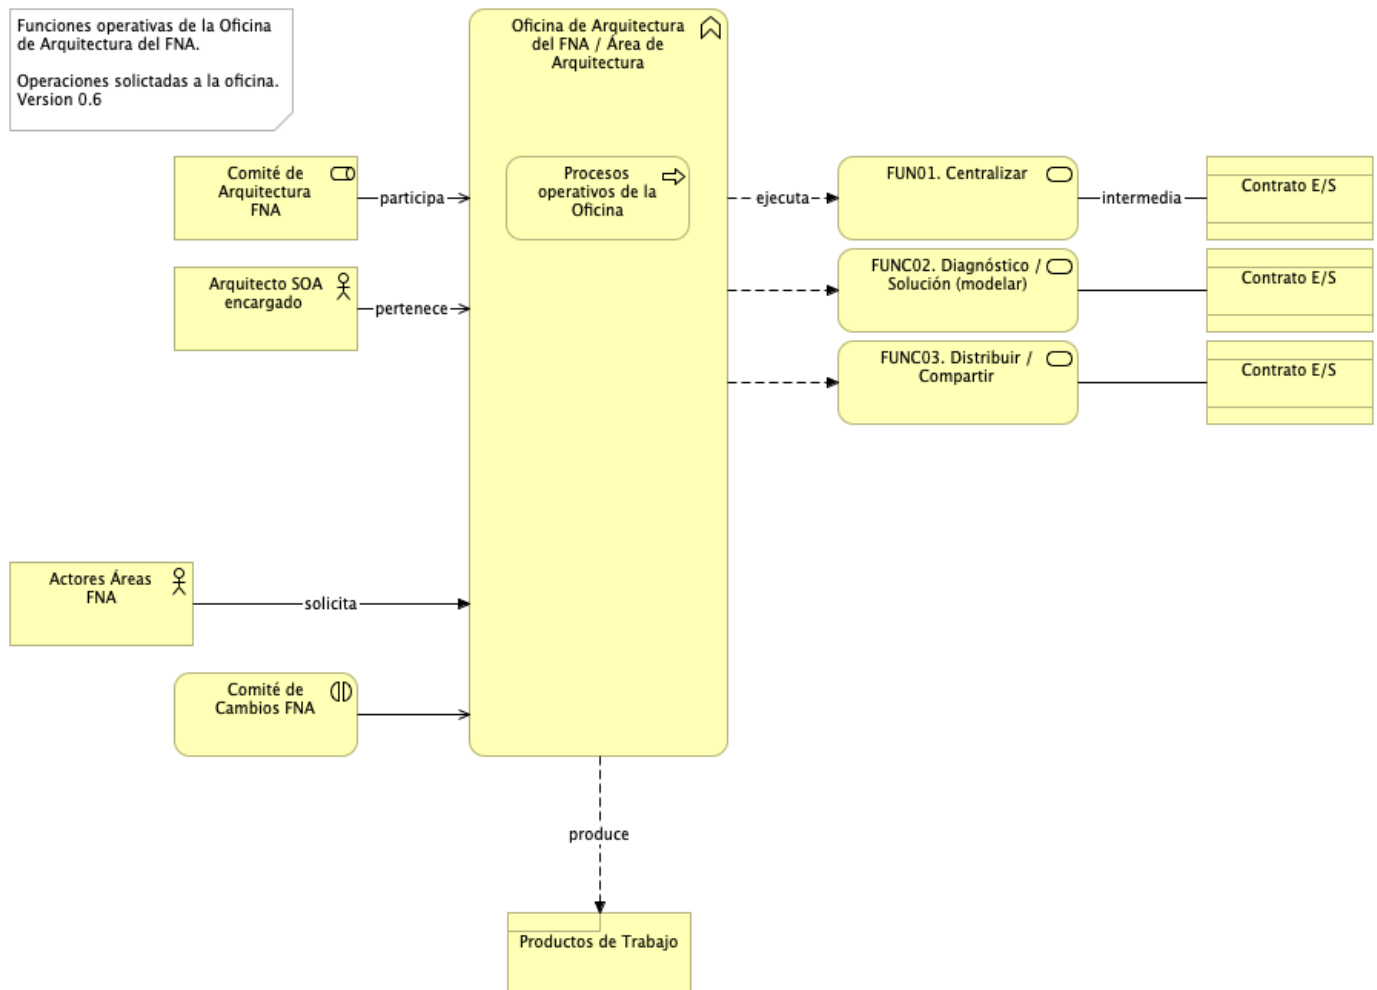 Funciones operativas de la Oficina
de Arquitectura del FNA.
Operaciones solictadas a la oficina.
Version 0.6
Oficina de Arquitectura
del FNA / Área de
Arquitectura
Comité de
Arquitectura
FNA
participa
Procesos
operativos de la
Oficina
ejecuta
FUN01. Centralizar
intermedia
Contrato E/S
Arquitecto SOA
encargado
pertenece
FUNC02. Diagnóstico /
Solución (modelar)
Contrato E/S
FUNC03. Distribuir /
Compartir
Contrato E/S
Actores Áreas
FNA
solicita
Comité de
Cambios FNA
produce
Productos de Trabajo